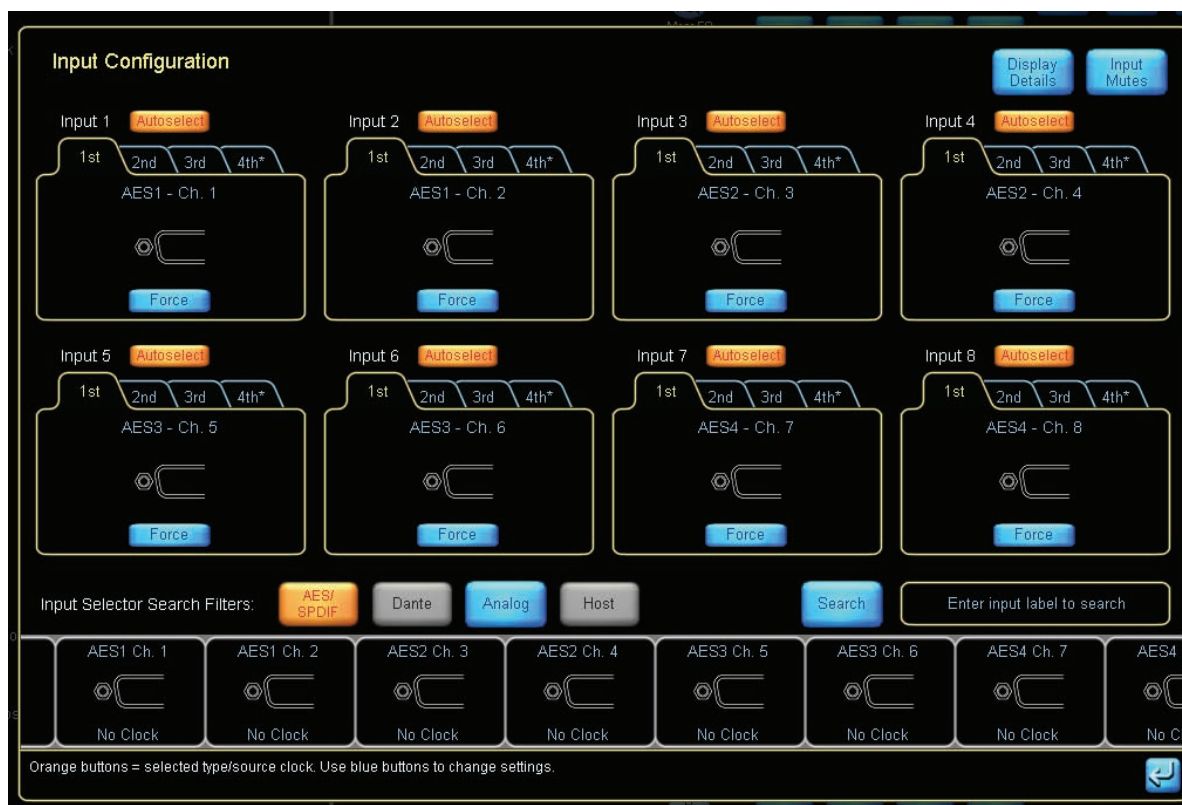 Input Configuration
Display Details
Input Mutes
Input 1 Autoselect
Input 2 Autoselect
Input 3 Autoselect
Input 4 Autoselect
1st 2nd 3rd 4th*
1st 2nd 3rd 4th*
1st 2nd 3rd 4th*
1st 2nd 3rd 4th*
AES1 - Ch. 1
AES1 - Ch. 2
AES2 - Ch. 3
AES2 - Ch. 4
Force
Force
Force
Force
Input 5 Autoselect
Input 6 Autoselect
Input 7 Autoselect
Input 8 Autoselect
1st 2nd 3rd 4th*
1st 2nd 3rd 4th*
1st 2nd 3rd 4th*
1st 2nd 3rd 4th*
AES3 - Ch. 5
AES3 - Ch. 6
AES4 - Ch. 7
AES4 - Ch. 8
Force
Force
Force
Force
Input Selector Search Filters: AES/ SPDIF Dante Analog Host Search Enter input label to search
AES1 Ch. 1
AES1 Ch. 2
AES2 Ch. 3
AES2 Ch. 4
AES3 Ch. 5
AES3 Ch. 6
AES4 Ch. 7
AES4
No Clock
No Clock
No Clock
No Clock
No Clock
No Clock
No Clock
No C
Orange buttons = selected type/source clock. Use blue buttons to change settings.